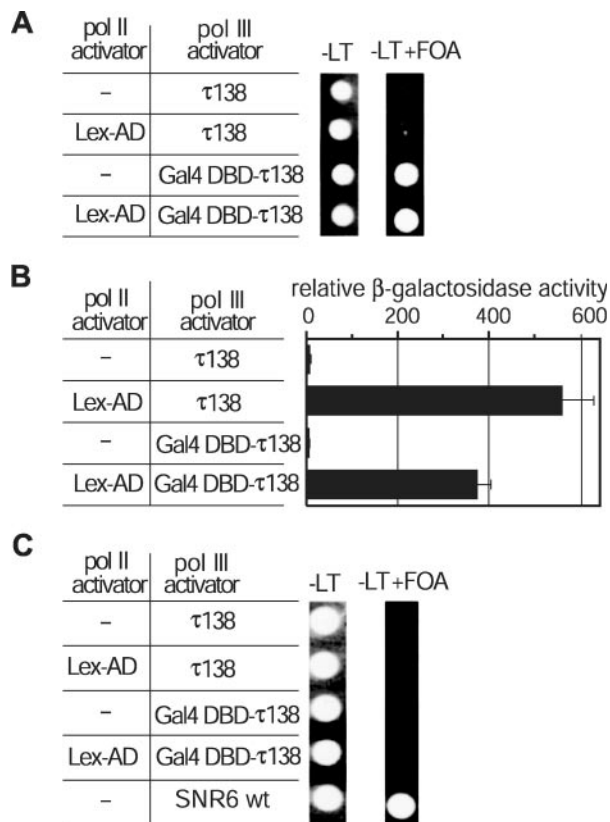 A
pol II activator
pol III activator
-LT
-LT+FOA
–
τ138
Lex-AD
τ138
–
Gal4 DBD-τ138
Lex-AD
Gal4 DBD-τ138
B
pol II activator
pol III activator
relative β-galactosidase activity
0
200
400
600
–
τ138
Lex-AD
τ138
–
Gal4 DBD-τ138
Lex-AD
Gal4 DBD-τ138
C
pol II activator
pol III activator
-LT
-LT+FOA
–
τ138
Lex-AD
τ138
–
Gal4 DBD-τ138
Lex-AD
Gal4 DBD-τ138
–
SNR6 wt